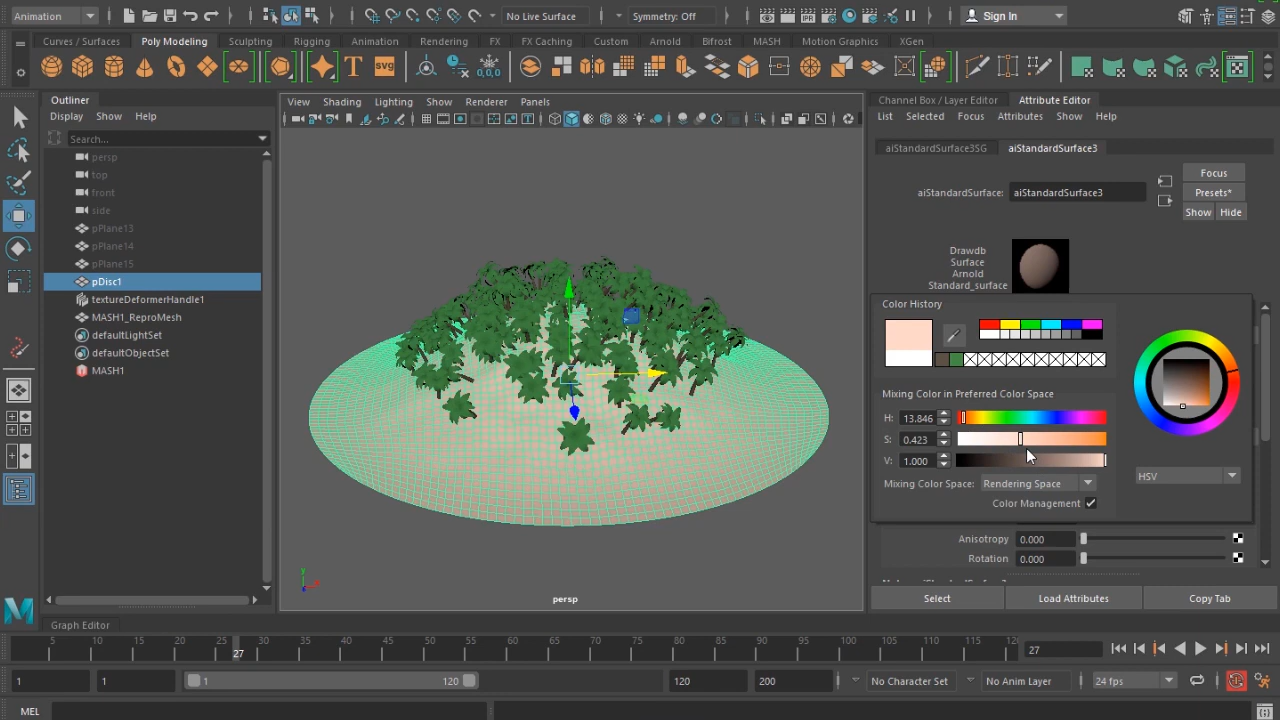 Animation
No Live Surface
Symmetry: Off
Sign In
Curves / Surfaces
Poly Modeling
Sculpting
Rigging
Animation
Rendering
FX
FX Caching
Custom
Arnold
Bifrost
MASH
Motion Graphics
XGen
T
SVG
0,0,0
Outliner
Display
Show
Help
Search...
persp
top
front
side
pPlane13
pPlane14
pPlane15
pDisc1
textureDeformerHandle1
MASH1_ReproMesh
defaultLightSet
defaultObjectSet
MASH1
View
Shading
Lighting
Show
Renderer
Panels
persp
Channel Box / Layer Editor
Attribute Editor
List
Selected
Focus
Attributes
Show
Help
aiStandardSurface3SG
aiStandardSurface3
aiStandardSurface:
aiStandardSurface3
Focus
Presets*
Show
Hide
Drawdb
Surface
Arnold
Standard_surface
Color History
Mixing Color in Preferred Color Space
H:
13.846
S:
0.423
V:
1.000
Mixing Color Space:
Rendering Space
Color Management
HSV
Anisotropy
0.000
Rotation
0.000
Select
Load Attributes
Copy Tab
Graph Editor
5
10
15
20
25
30
35
40
45
50
55
60
65
70
75
80
85
90
95
100
105
110
115
12
27
27
1
1
1
120
120
200
No Character Set
No Anim Layer
24 fps
MEL